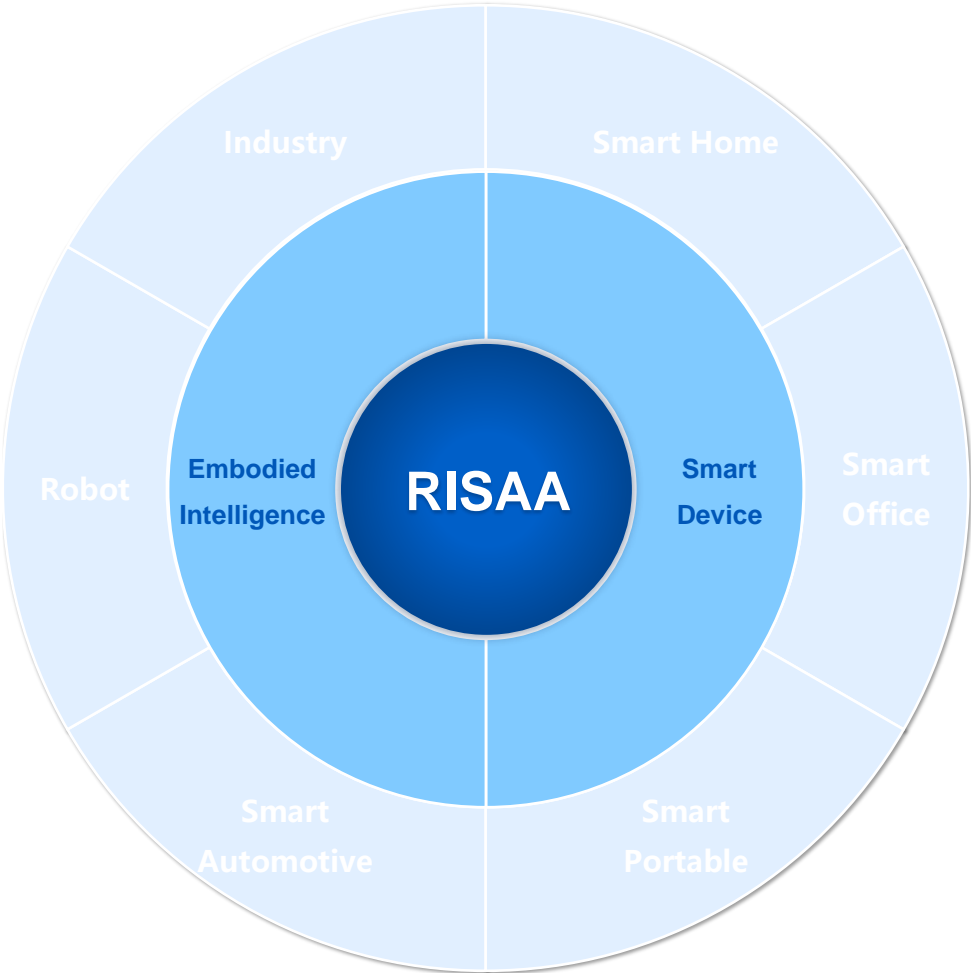 Industry
Smart Home
Robot
Embodied
Intelligence
RISAA
Smart
Device
Smart
Office
Smart
Automotive
Smart
Portable